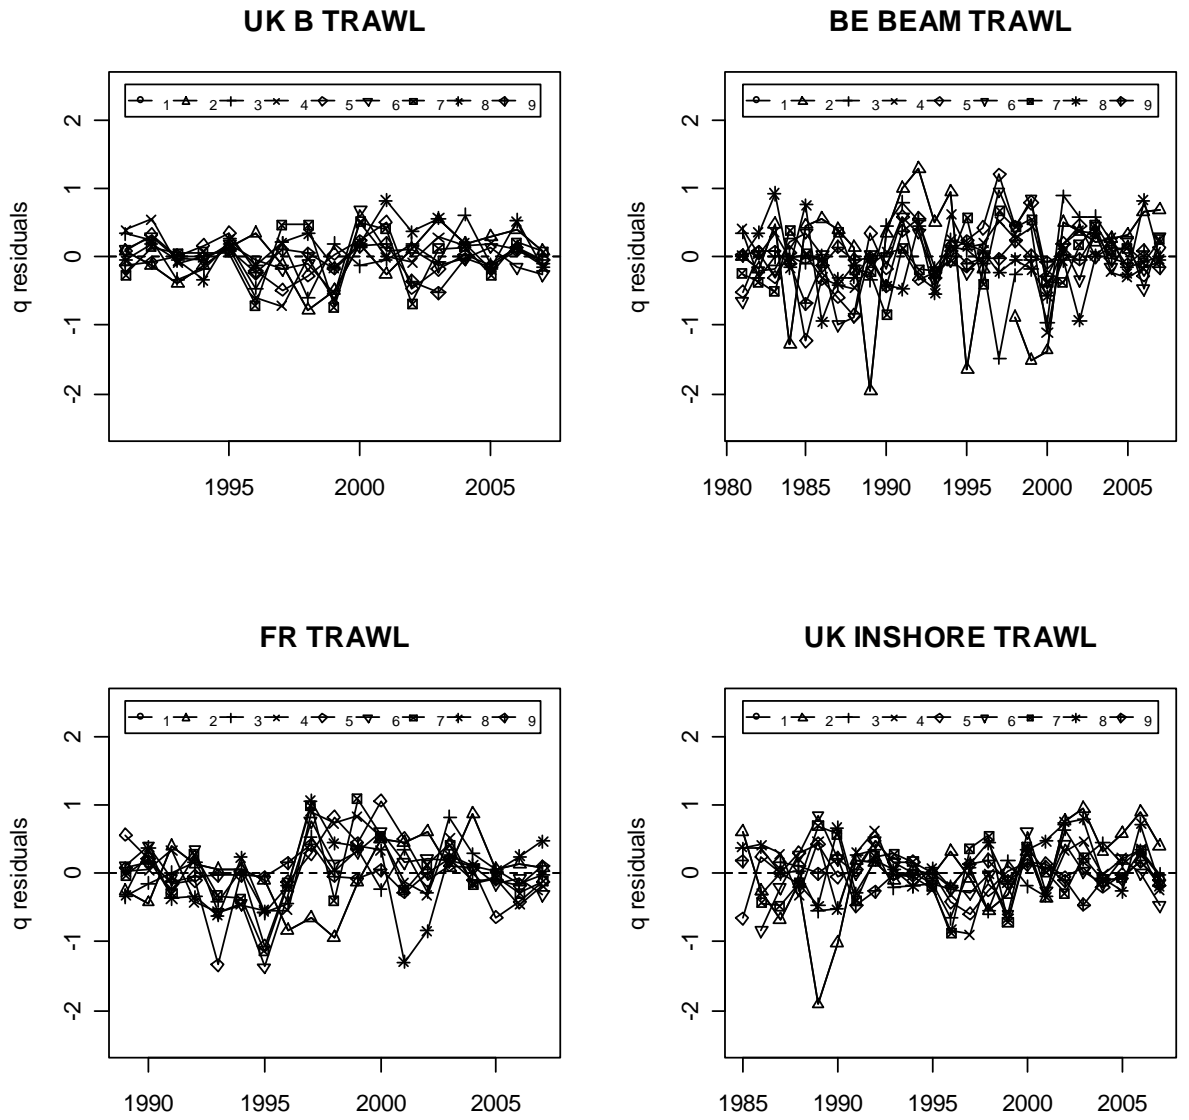 UK B TRAWL
1 2 3 4 5 6 7 8 9
q residuals
2
1
0
-1
-2
1995 2000 2005
BE BEAM TRAWL
1 2 3 4 5 6 7 8 9
q residuals
2
1
0
-1
-2
1980 1985 1990 1995 2000 2005
FR TRAWL
1 2 3 4 5 6 7 8 9
q residuals
2
1
0
-1
-2
1990 1995 2000 2005
UK INSHORE TRAWL
1 2 3 4 5 6 7 8 9
q residuals
2
1
0
-1
-2
1985 1990 1995 2000 2005